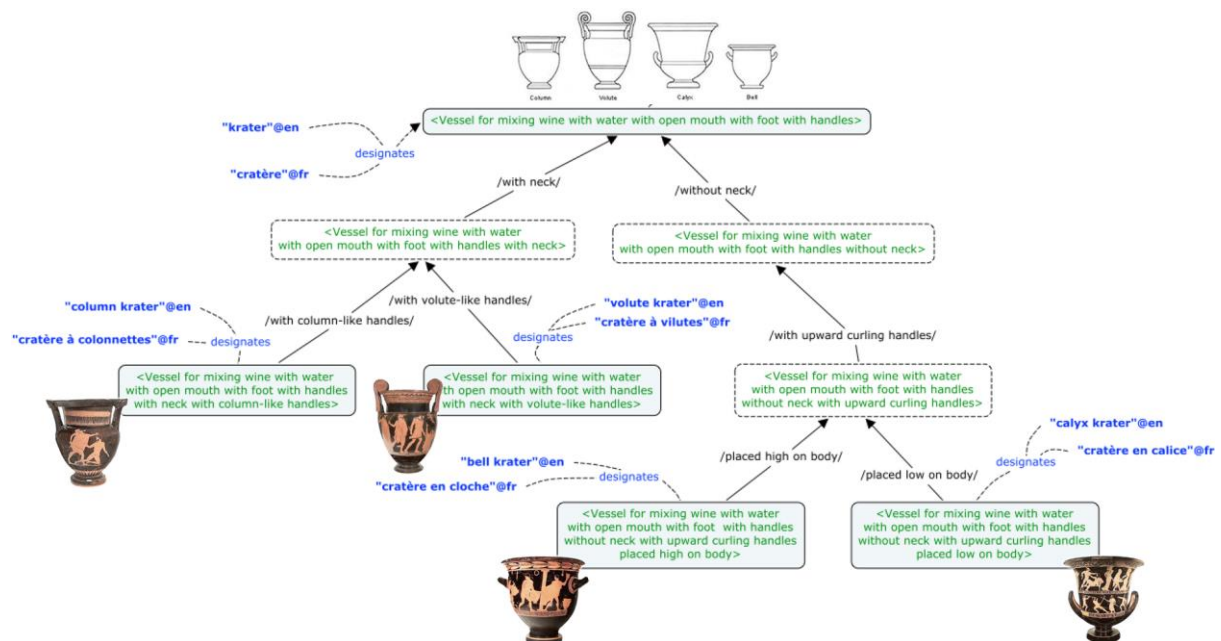 Column
Volute
Calyx
Bell
<Vessel for mixing wine with water with open mouth with foot with handles>
"krater"@en
designates
"cratère"@fr
/with neck/
/without neck/
<Vessel for mixing wine with water
with open mouth with foot with handles with neck>
<Vessel for mixing wine with water
with open mouth with foot with handles without neck>
"column krater"@en
"cratère à colonnettes"@fr
designates
/with column-like handles/
/with volute-like handles/
"volute krater"@en
"cratère à vilutes"@fr
designates
/with upward curling handles/
<Vessel for mixing wine with water
with open mouth with foot with handles
with neck with column-like handles>
<Vessel for mixing wine with water
with open mouth with foot with handles
with neck with volute-like handles>
<Vessel for mixing wine with water
with open mouth with foot with handles
without neck with upward curling handles>
"bell krater"@en
"cratère en cloche"@fr
designates
/placed high on body/
/placed low on body/
"calyx krater"@en
"cratère en calice"@fr
designates
<Vessel for mixing wine with water
with open mouth with foot with handles
without neck with upward curling handles
placed high on body>
<Vessel for mixing wine with water
with open mouth with foot with handles
without neck with upward curling handles
placed low on body>